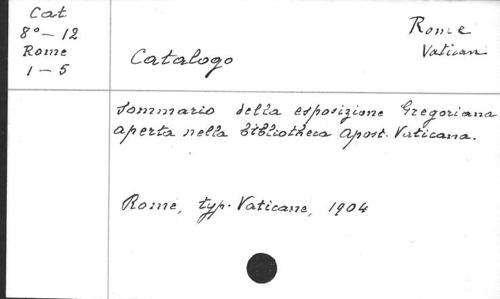 Cat
8° — 12
Rome
1 — 5
Rome
Vatican
Catalogo
sommario della esposizione Gregoriana
aperta nella bibliotheca Apost. Vaticana.
Rome, typ. Vaticane, 1904